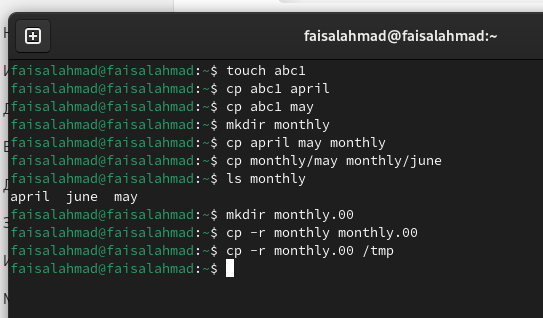 faisalahmad@faisalahmad:~
faisalahmad@faisalahmad:~$ touch abc1
faisalahmad@faisalahmad:~$ cp abc1 april
faisalahmad@faisalahmad:~$ cp abc1 may
faisalahmad@faisalahmad:~$ mkdir monthly
faisalahmad@faisalahmad:~$ cp april may monthly
faisalahmad@faisalahmad:~$ cp monthly/may monthly/june
faisalahmad@faisalahmad:~$ ls monthly
april  june  may
faisalahmad@faisalahmad:~$ mkdir monthly.00
faisalahmad@faisalahmad:~$ cp -r monthly monthly.00
faisalahmad@faisalahmad:~$ cp -r monthly.00 /tmp
faisalahmad@faisalahmad:~$